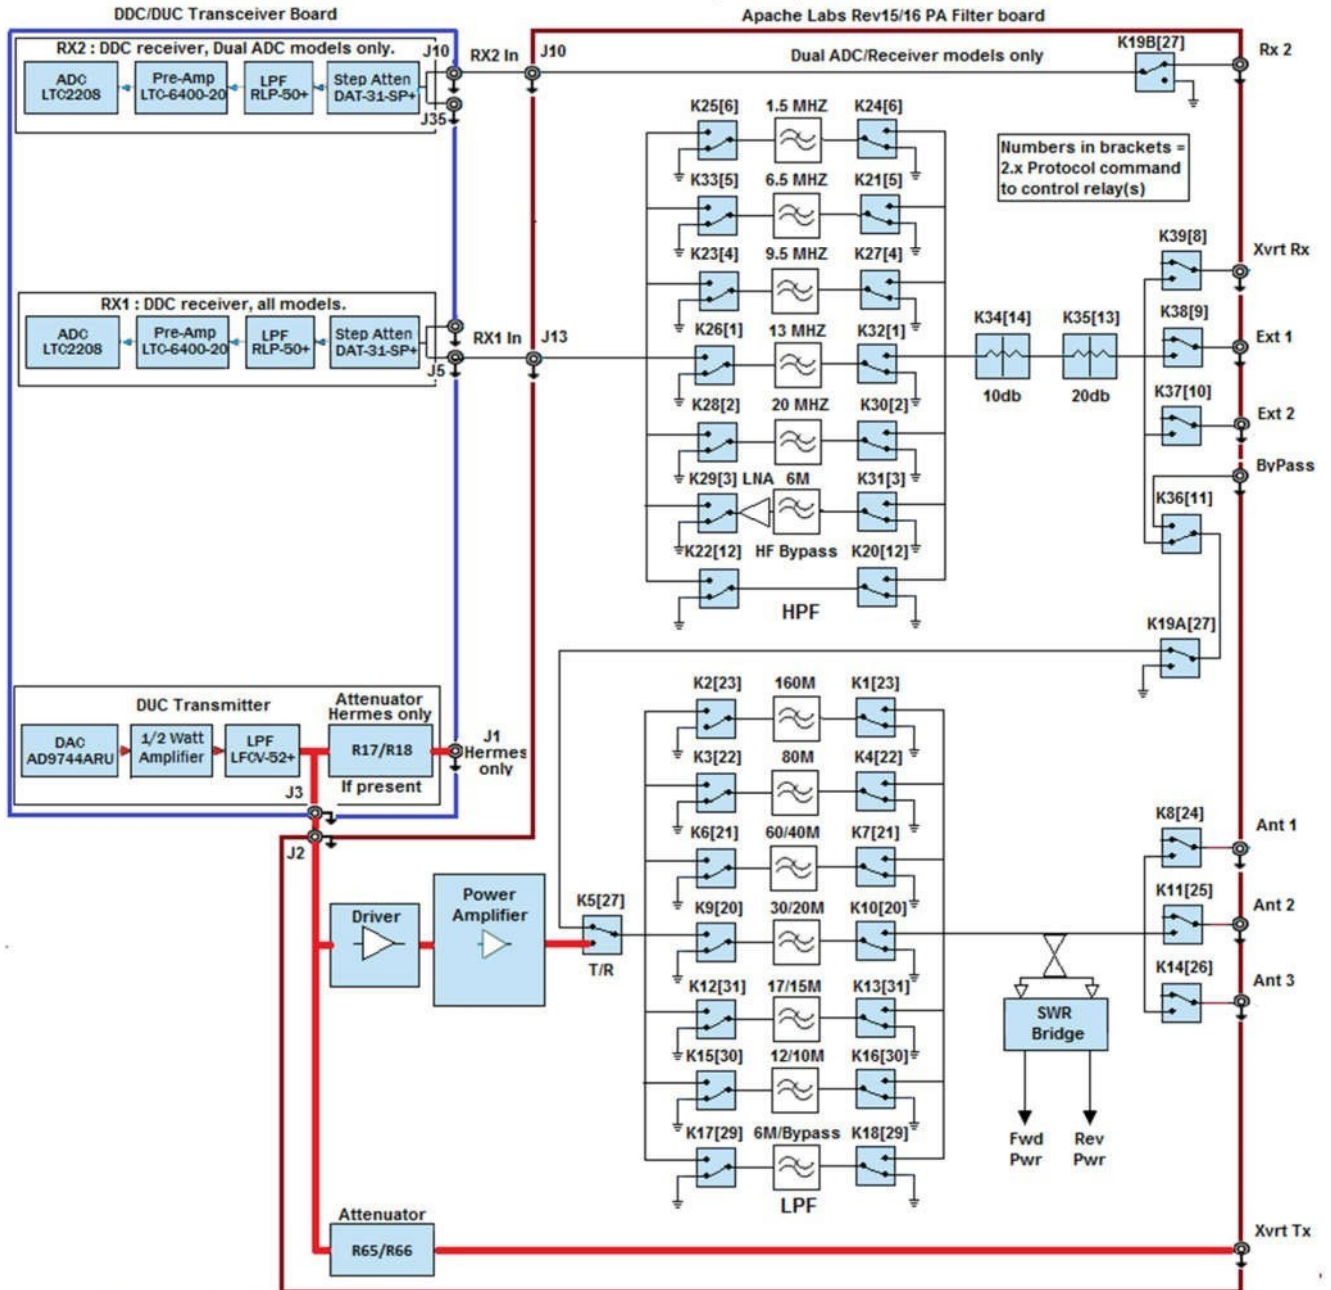 DDC/DUC Transceiver Board
Apache Labs Rev15/16 PA Filter board
RX2 : DDC receiver, Dual ADC models only.
J10
RX2 In
J10
Dual ADC/Receiver models only
K19B[27]
Rx 2
ADC
LTC2208
Pre-Amp
LTC-6400-20
LPF
RLP-50+
Step Atten
DAT-31-SP+
J35
K25[6]
1.5 MHZ
K24[6]
Numbers in brackets =
2.x Protocol command
to control relay(s)
K33[5]
6.5 MHZ
K21[5]
K23[4]
9.5 MHZ
K27[4]
K39[8]
Xvrt Rx
RX1 : DDC receiver, all models.
ADC
LTC2208
Pre-Amp
LTC-6400-20
LPF
RLP-50+
Step Atten
DAT-31-SP+
J5
RX1 In
J13
K26[1]
13 MHZ
K32[1]
K34[14]
10db
K35[13]
20db
K38[9]
Ext 1
K28[2]
20 MHZ
K30[2]
K37[10]
Ext 2
K29[3]
LNA
6M
K31[3]
ByPass
K36[11]
K22[12]
HF Bypass
K20[12]
HPF
K19A[27]
DUC Transmitter
Attenuator
Hermes only
DAC
AD9744ARU
1/2 Watt
Amplifier
LPF
LFCV-52+
R17/R18
If present
J1
Hermes
only
J3
J2
K2[23]
160M
K1[23]
K3[22]
80M
K4[22]
K6[21]
60/40M
K7[21]
K8[24]
Ant 1
Driver
Power
Amplifier
K5[27]
T/R
K9[20]
30/20M
K10[20]
K11[25]
Ant 2
K12[31]
17/15M
K13[31]
K14[26]
Ant 3
SWR
Bridge
K15[30]
12/10M
K16[30]
K17[29]
6M/Bypass
K18[29]
Fwd
Pwr
Rev
Pwr
LPF
Attenuator
R65/R66
Xvrt Tx